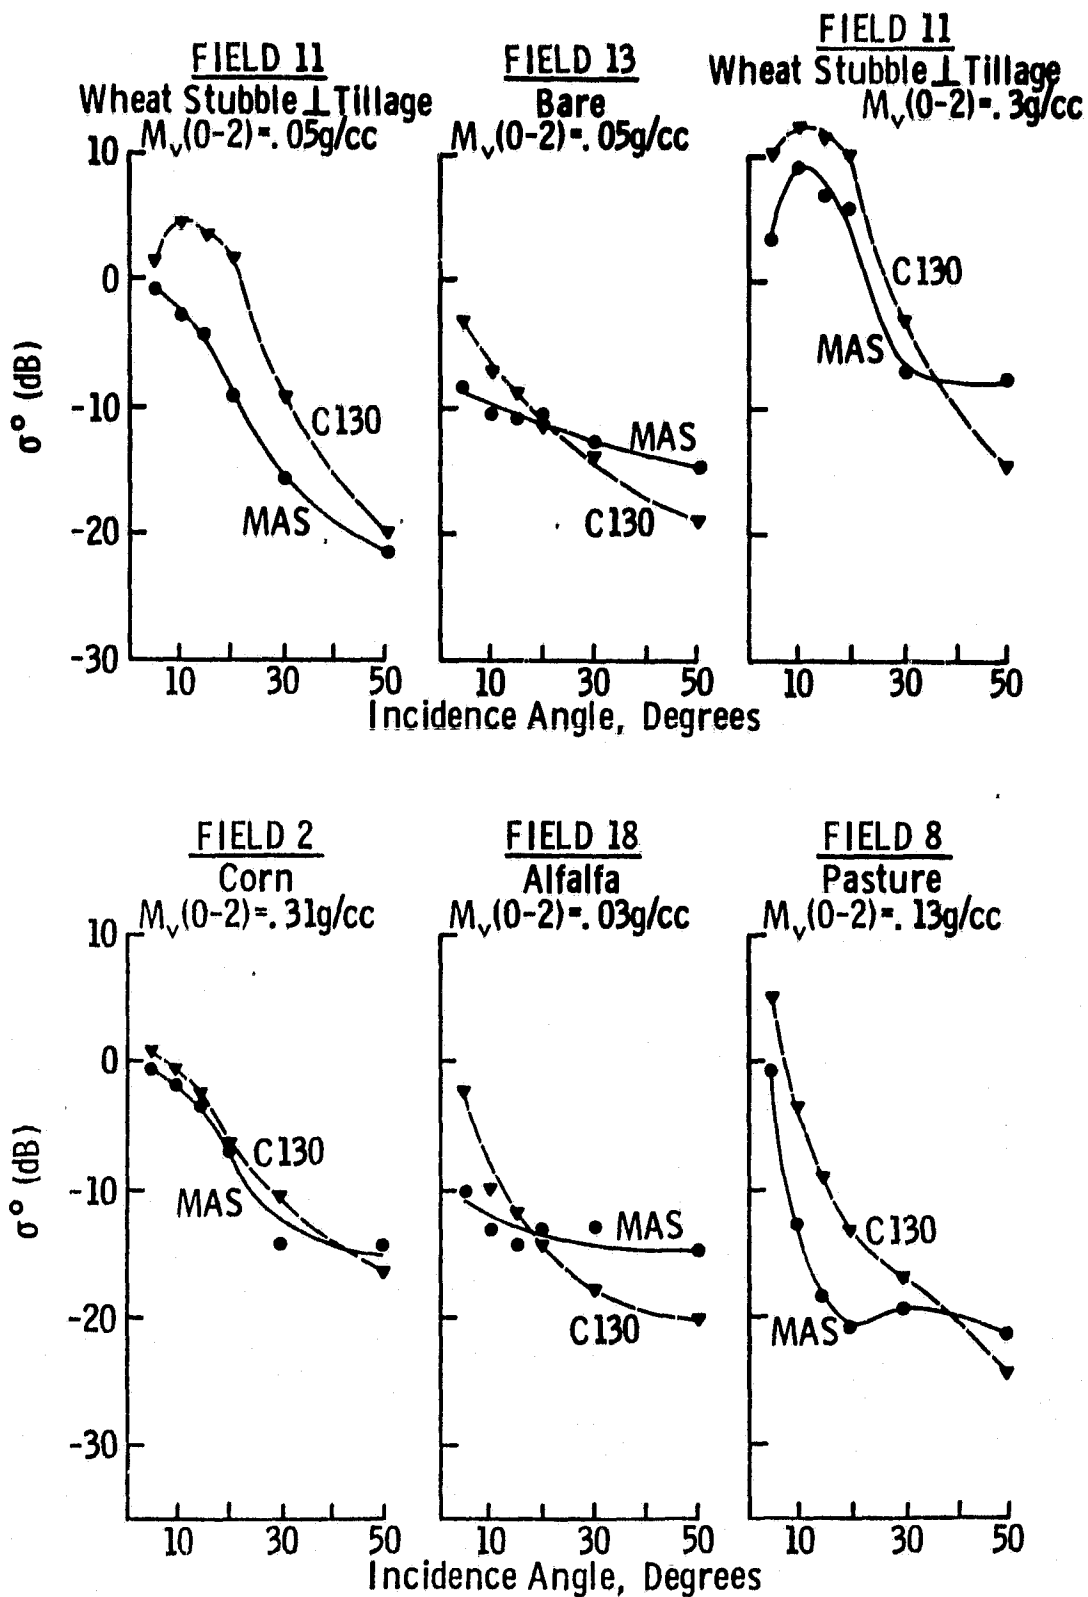 FIELD 11
Wheat Stubble ⊥ Tillage
Mv(0-2)=.05g/cc
FIELD 13
Bare
Mv(0-2)=.05g/cc
FIELD 11
Wheat Stubble ⊥ Tillage
Mv(0-2)=.3g/cc
10
0
-10
-20
-30
σ° (dB)
C130
MAS
MAS
C130
C130
MAS
10 30 50
10 30 50
10 30 50
Incidence Angle, Degrees
FIELD 2
Corn
Mv(0-2)=.31g/cc
FIELD 18
Alfalfa
Mv(0-2)=.03g/cc
FIELD 8
Pasture
Mv(0-2)=.13g/cc
10
0
-10
-20
-30
σ° (dB)
C130
MAS
MAS
C130
C130
MAS
10 30 50
10 30 50
10 30 50
Incidence Angle, Degrees